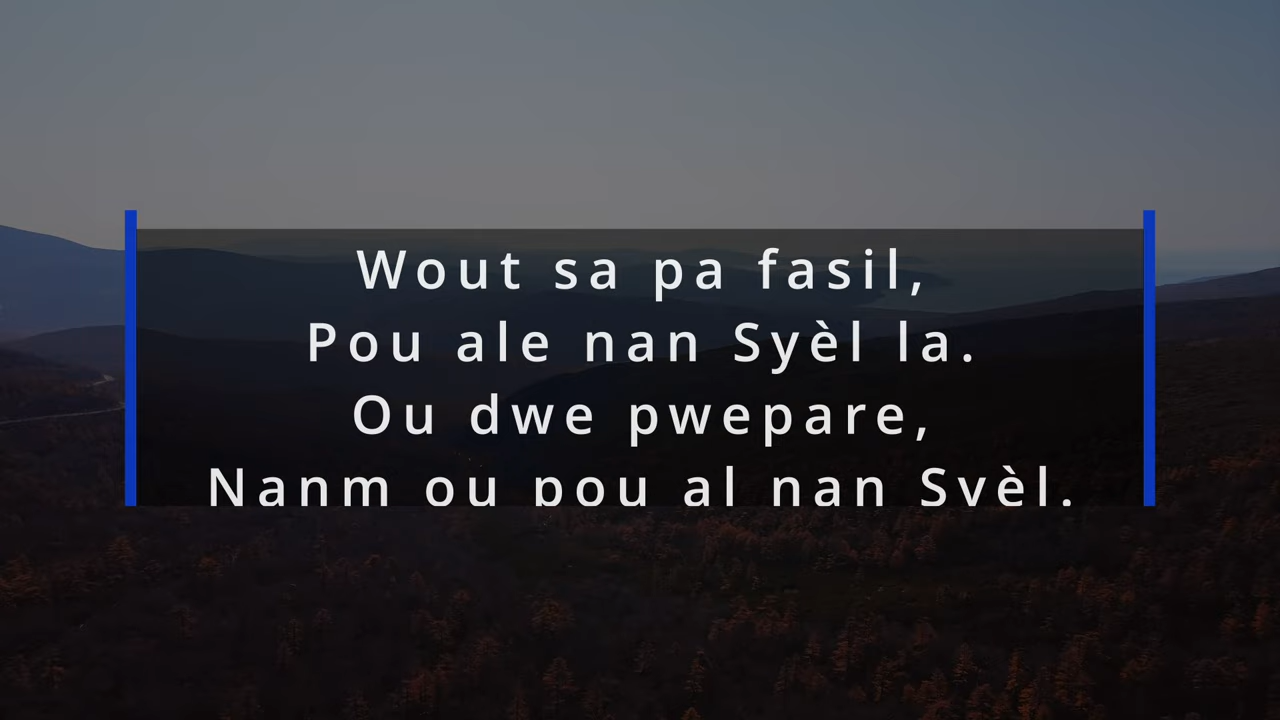 Wout sa pa fasil,
Pou ale nan Syèl la.
Ou dwe pwepare,
Nanm ou pou al nan Syèl.